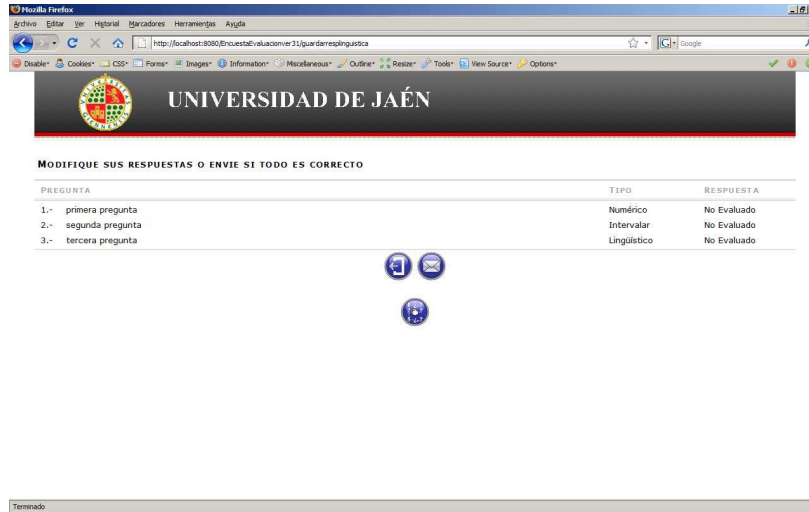 Mozilla Firefox
Archivo Editar Ver Historial Marcadores Herramientas Ayuda
http://localhost:8080/EncuestaEvaluacionver31/guardarresplinguistica Google
Disable Cookies CSS Forms Images Information Miscellaneous Outline Resize Tools View Source Options
UNIVERSIDAD DE JAÉN
MODIFIQUE SUS RESPUESTAS O ENVIE SI TODO ES CORRECTO
PREGUNTA TIPO RESPUESTA
1.- primera pregunta Numérico No Evaluado
2.- segunda pregunta Intervalar No Evaluado
3.- tercera pregunta Lingüístico No Evaluado
Terminado